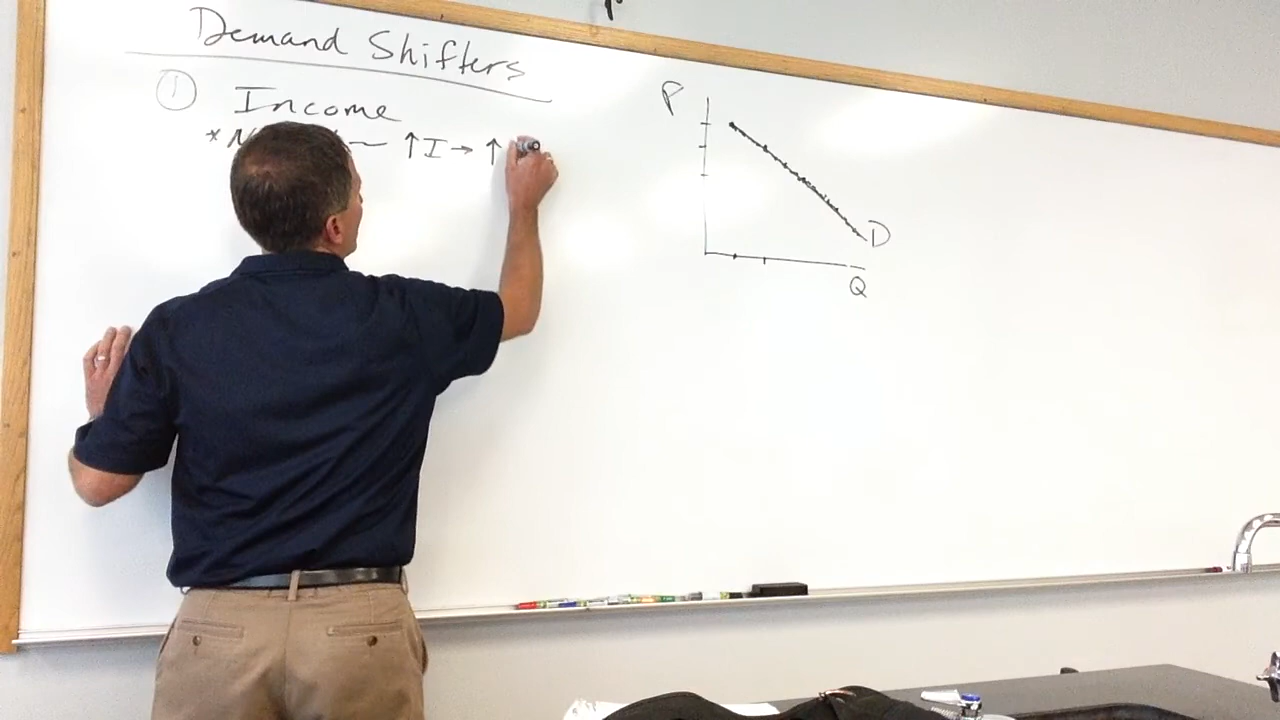 Demand Shifters
① Income
* — ↑I → ↑
P
D
Q